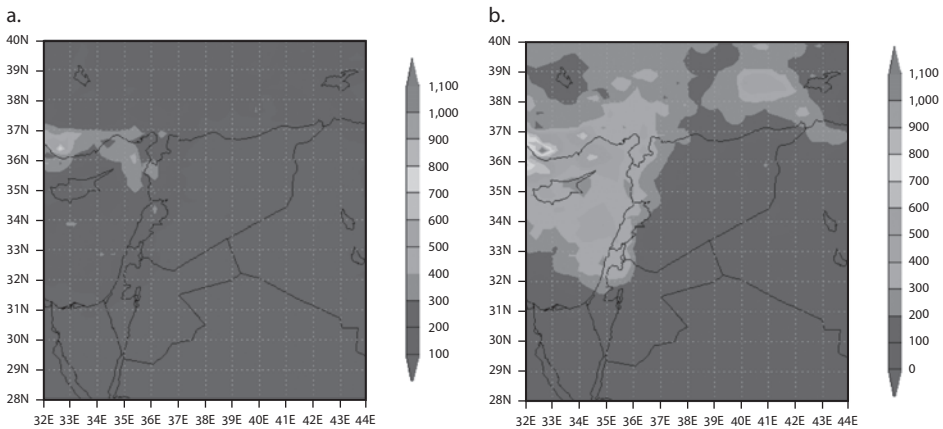 a.
40N
39N
38N
37N
36N
35N
34N
33N
32N
31N
30N
29N
28N
32E 33E 34E 35E 36E 37E 38E 39E 40E 41E 42E 43E 44E
1,100
1,000
900
800
700
600
500
400
300
200
100
b.
40N
39N
38N
37N
36N
35N
34N
33N
32N
31N
30N
29N
28N
32E 33E 34E 35E 36E 37E 38E 39E 40E 41E 42E 43E 44E
1,100
1,000
900
800
700
600
500
400
300
200
100
0